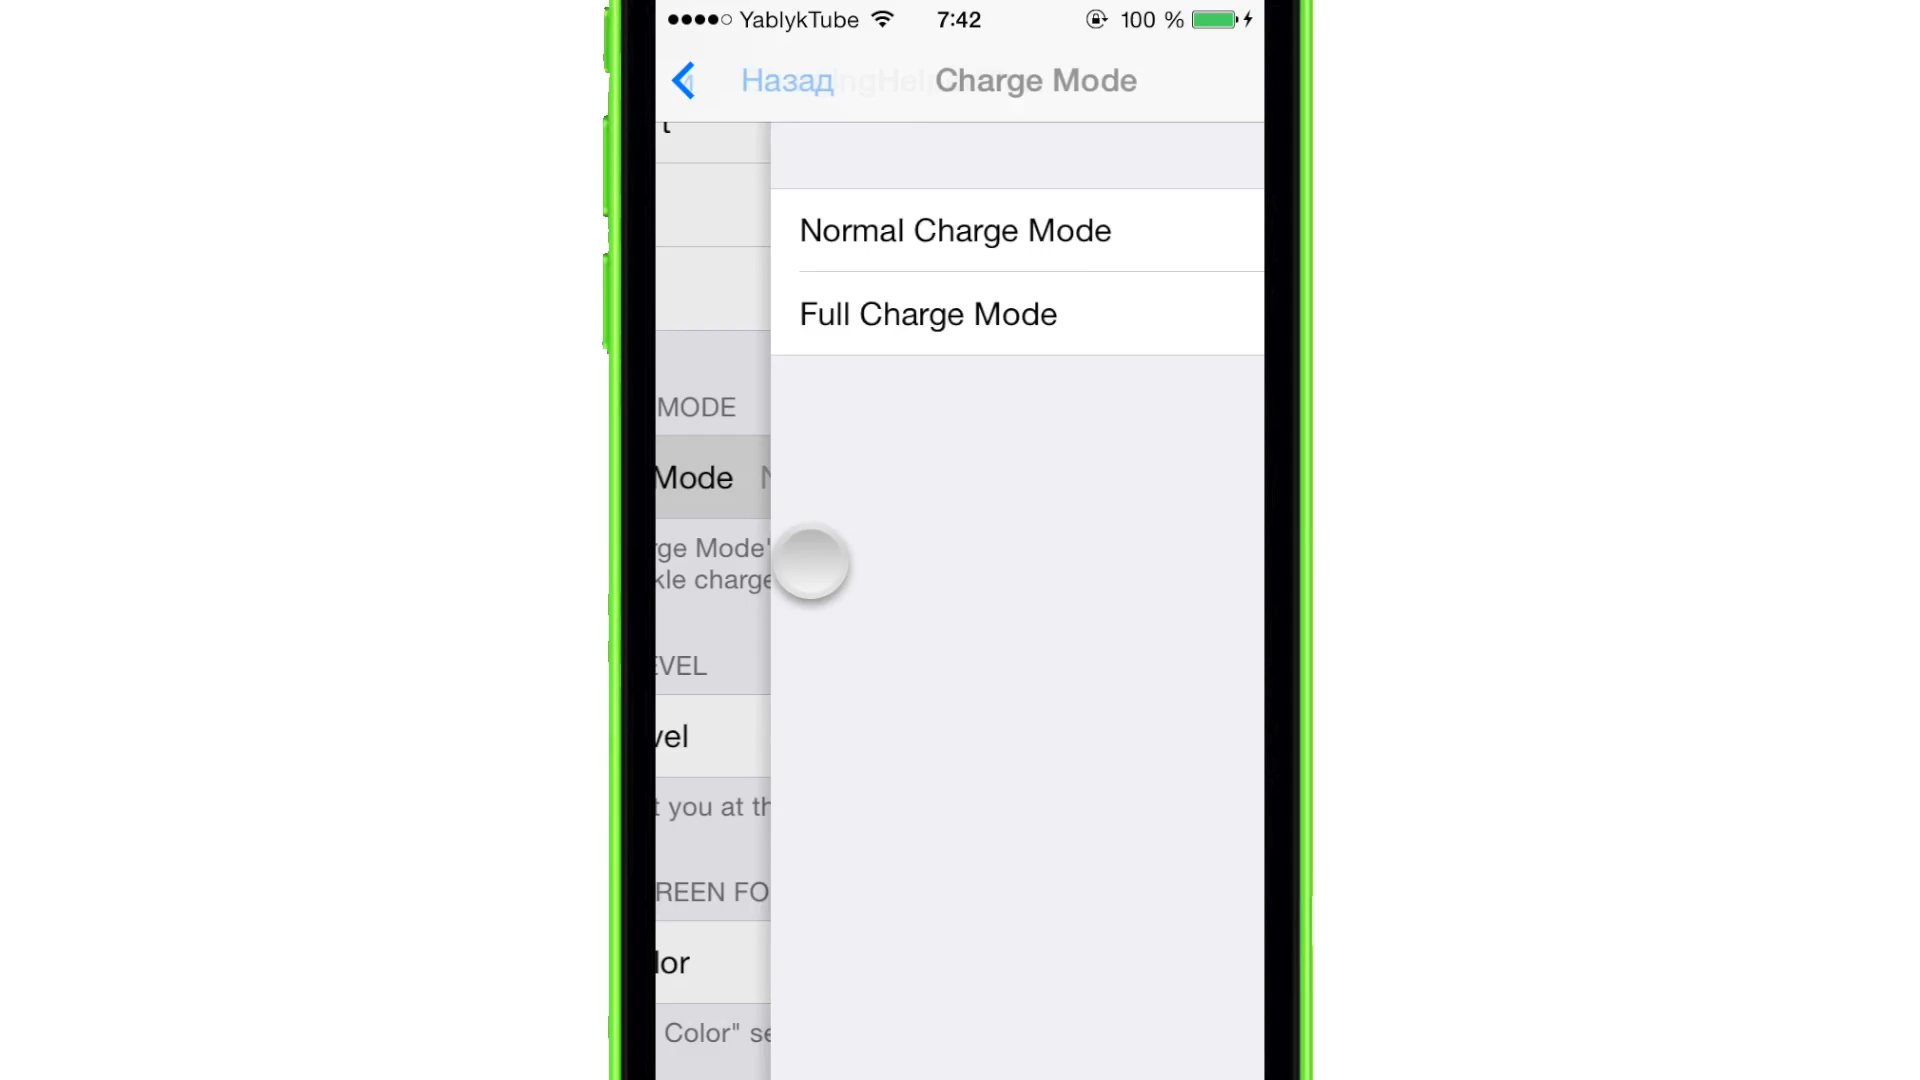 YablykTube 7:42 100 %
Назад Charge Mode
Normal Charge Mode
Full Charge Mode
MODE
Mode
ge Mode"
kle charge
EVEL
vel
t you at th
REEN FO
lor
Color" se